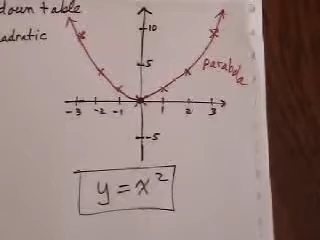 down table
adratic
10
5
parabola
-3 -2 -1 1 2 3
-5
y = x²